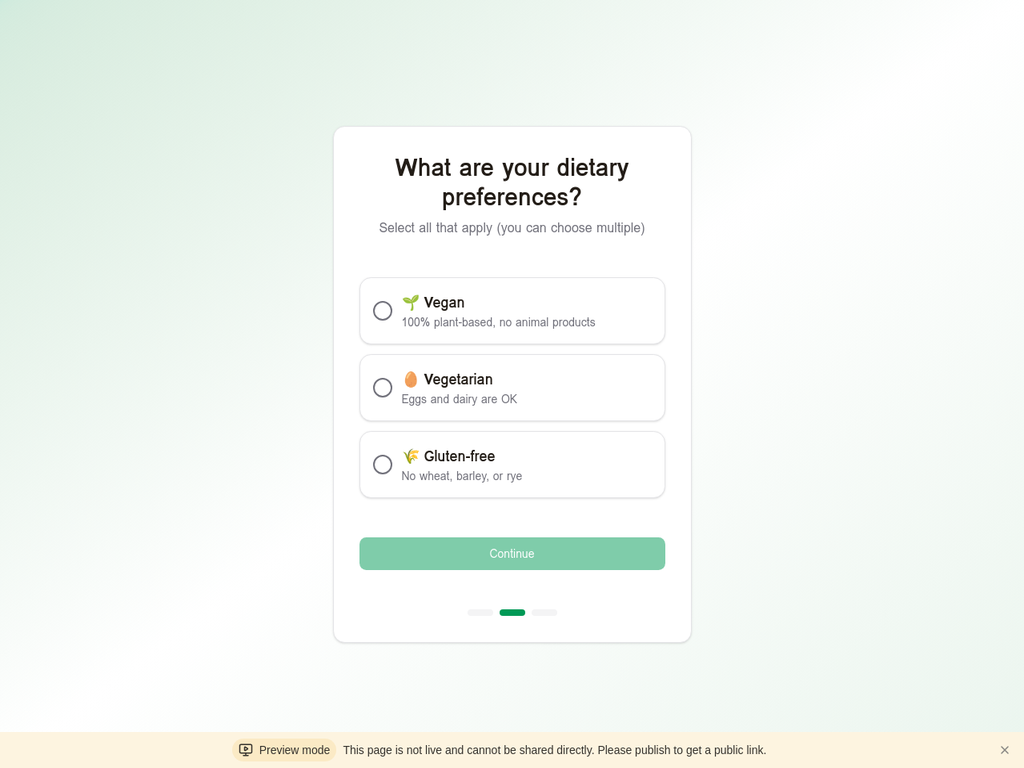 What are your dietary
preferences?
Select all that apply (you can choose multiple)
🌱 Vegan
100% plant-based, no animal products
🥚 Vegetarian
Eggs and dairy are OK
🌾 Gluten-free
No wheat, barley, or rye
Continue
Preview mode This page is not live and cannot be shared directly. Please publish to get a public link.